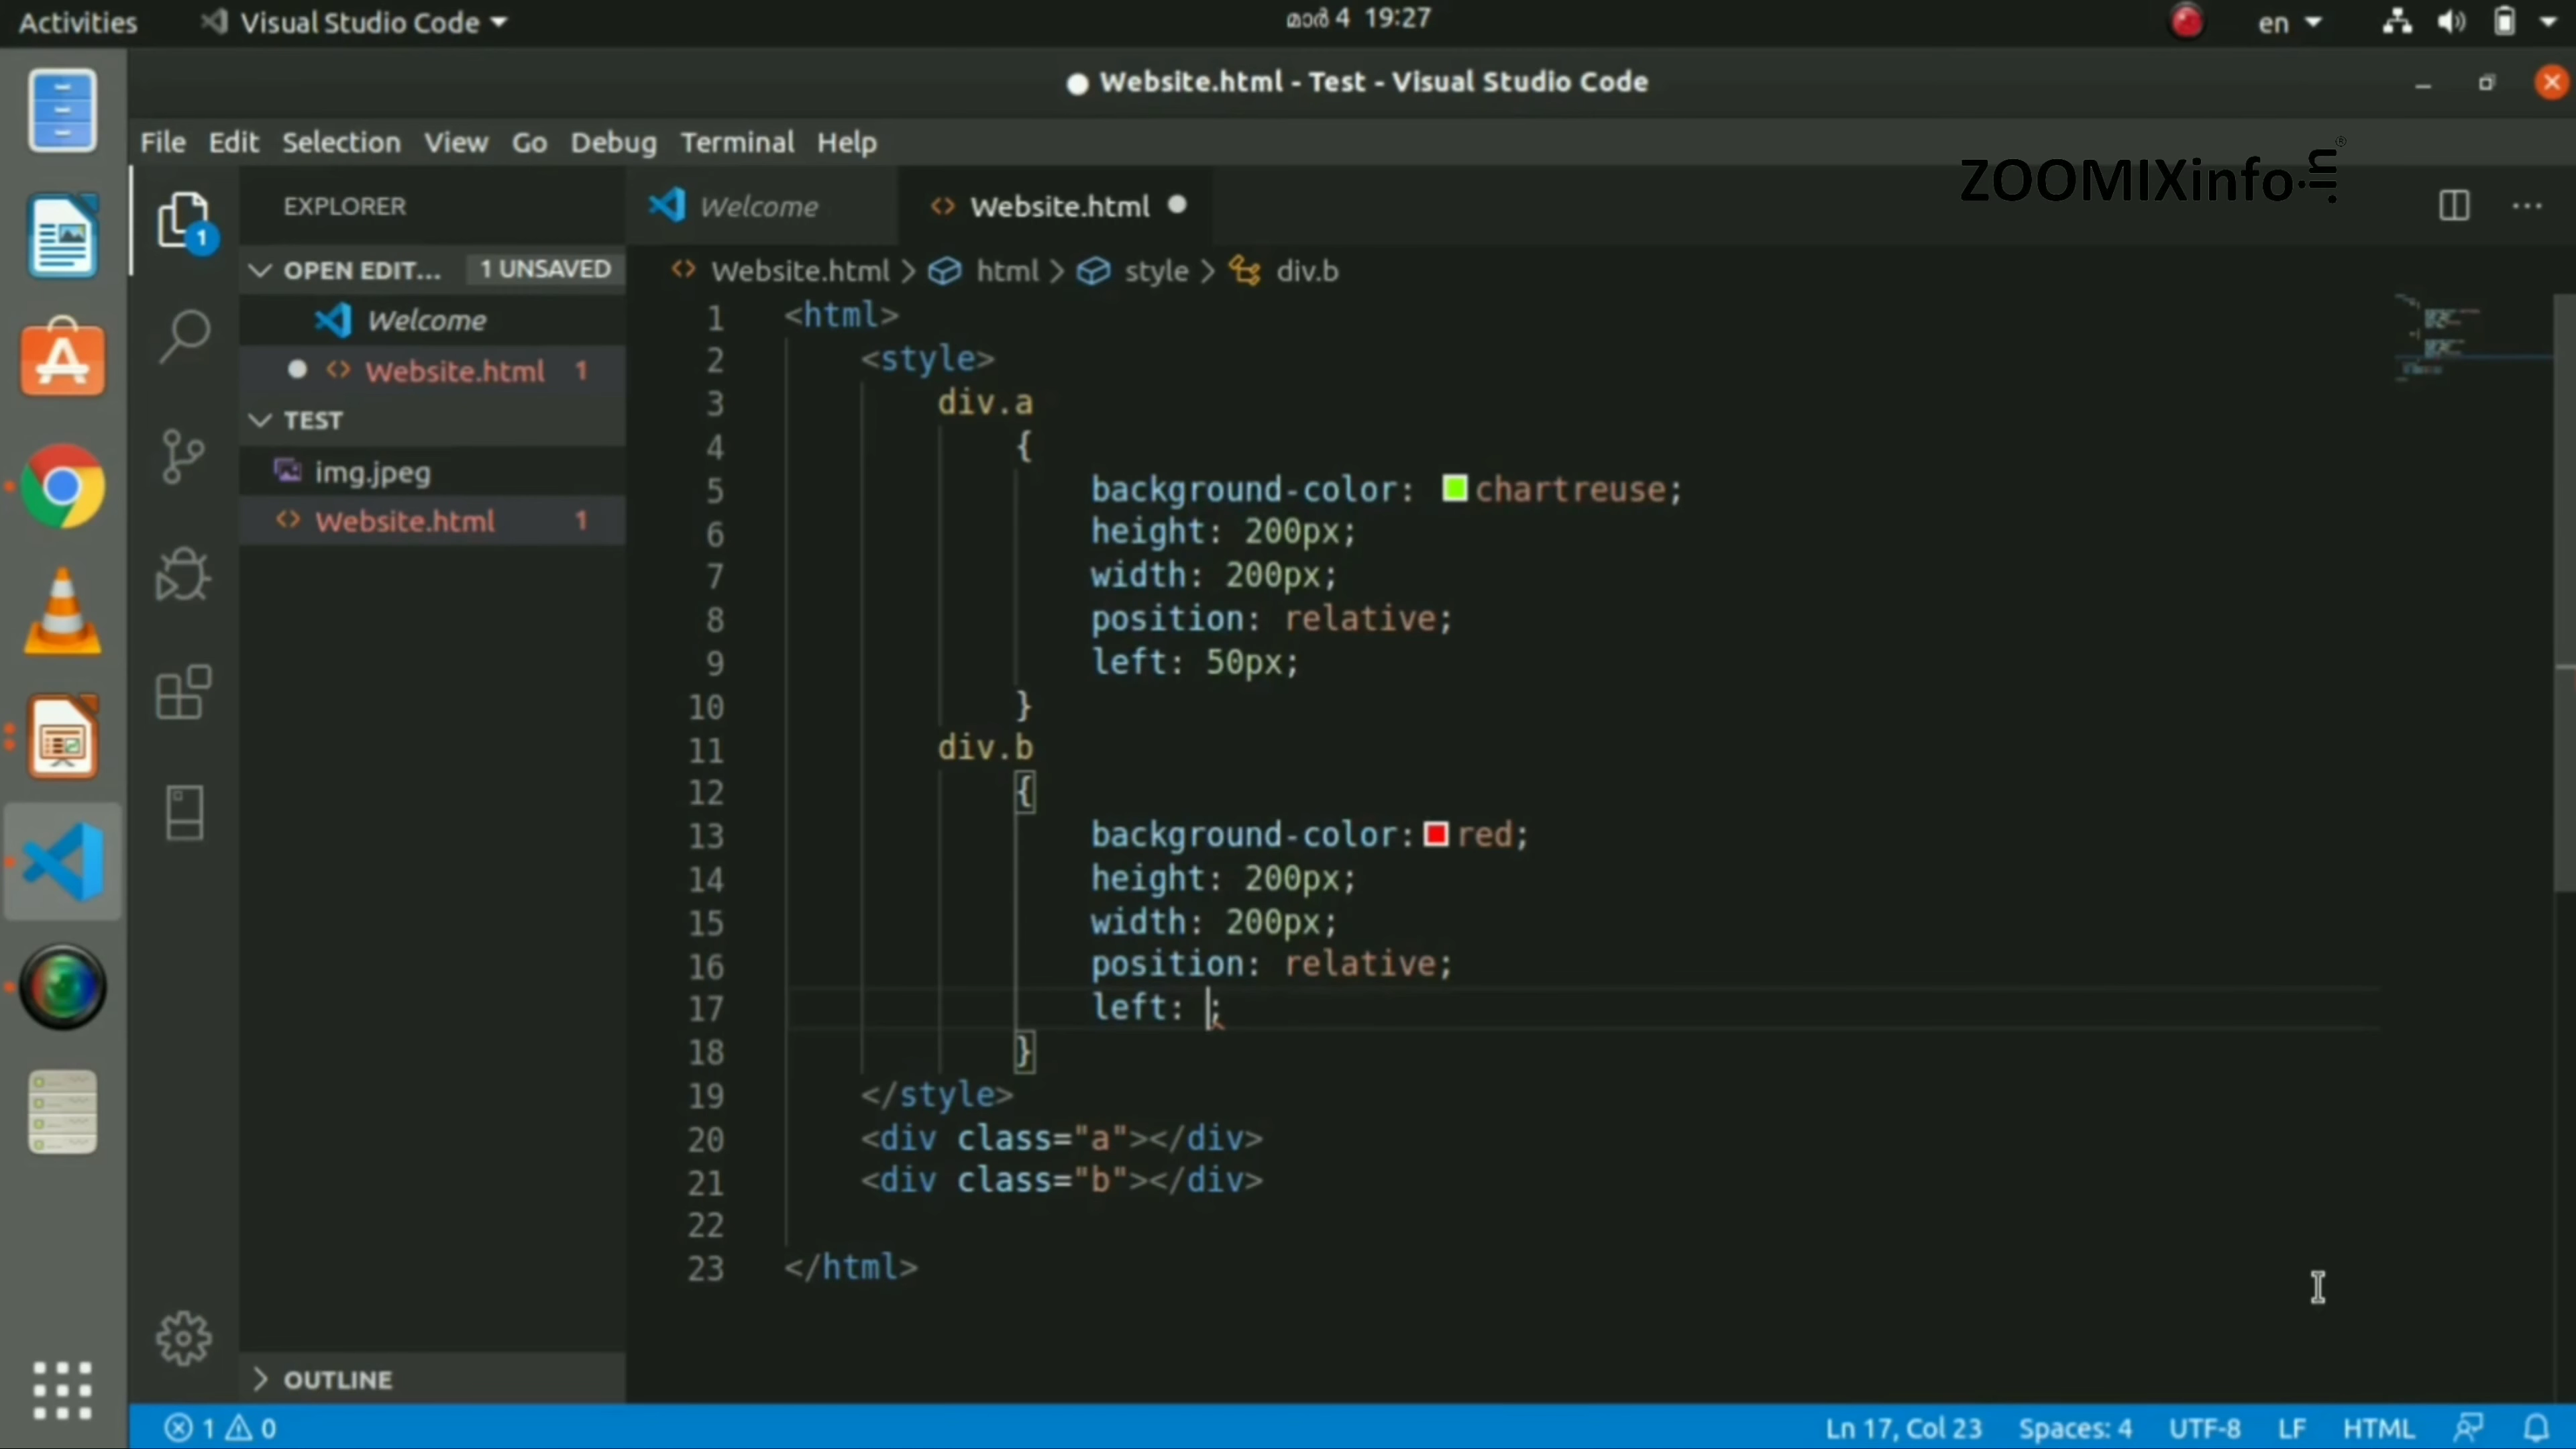 Activities
Visual Studio Code
മാർ 4 19:27
en
Website.html - Test - Visual Studio Code
File Edit Selection View Go Debug Terminal Help
ZOOMIXinfo.in®
EXPLORER
1
Welcome
Website.html
OPEN EDIT... 1 UNSAVED
Website.html > html > style > div.b
Welcome
Website.html 1
TEST
img.jpeg
Website.html 1
1 <html>
2 <style>
3 div.a
4 {
5 background-color: chartreuse;
6 height: 200px;
7 width: 200px;
8 position: relative;
9 left: 50px;
10 }
11 div.b
12 {
13 background-color: red;
14 height: 200px;
15 width: 200px;
16 position: relative;
17 left: ;
18 }
19 </style>
20 <div class="a"></div>
21 <div class="b"></div>
22
23 </html>
OUTLINE
1 0
Ln 17, Col 23 Spaces: 4 UTF-8 LF HTML